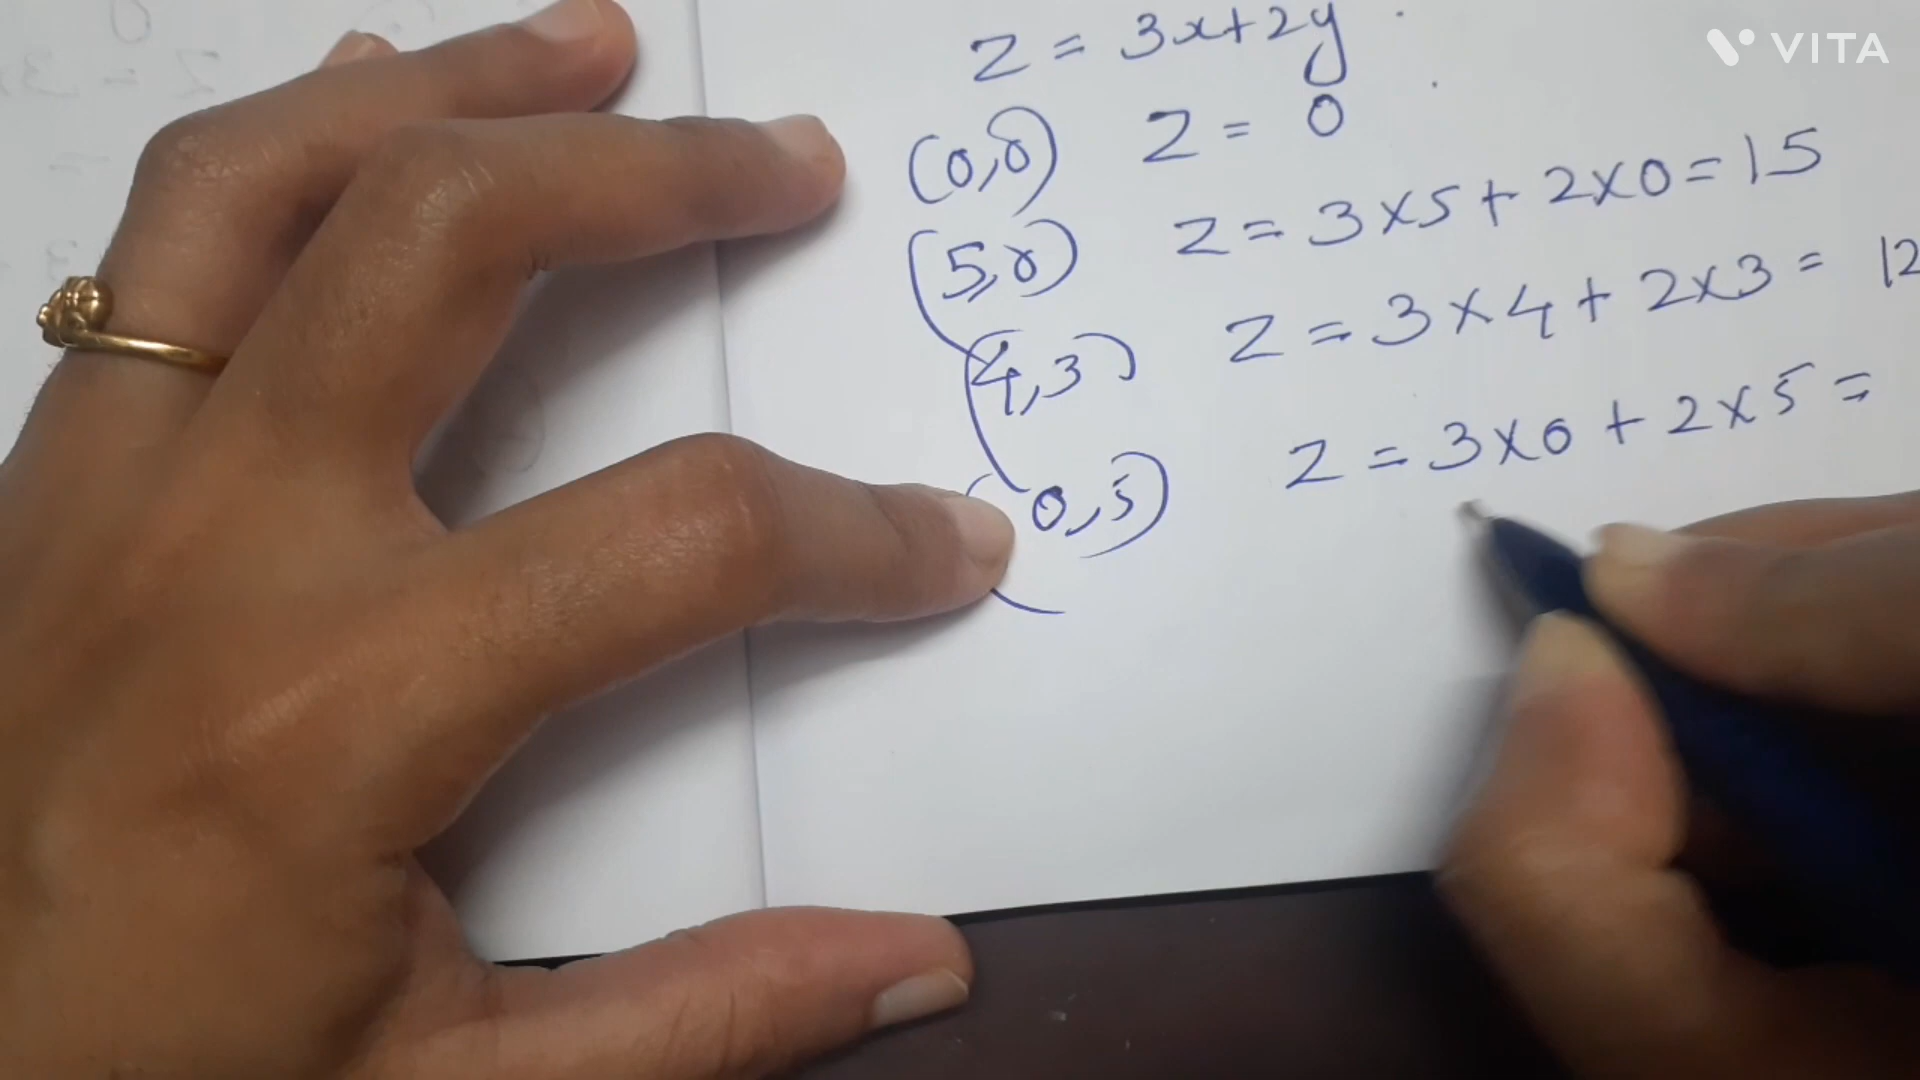 VITA
z = 3x+2y
(0,0) Z = 0
(5,0) z = 3×5+2×0=15
(4,3) z = 3×4+2×3= 12
(0,5) z = 3×0+2×5=